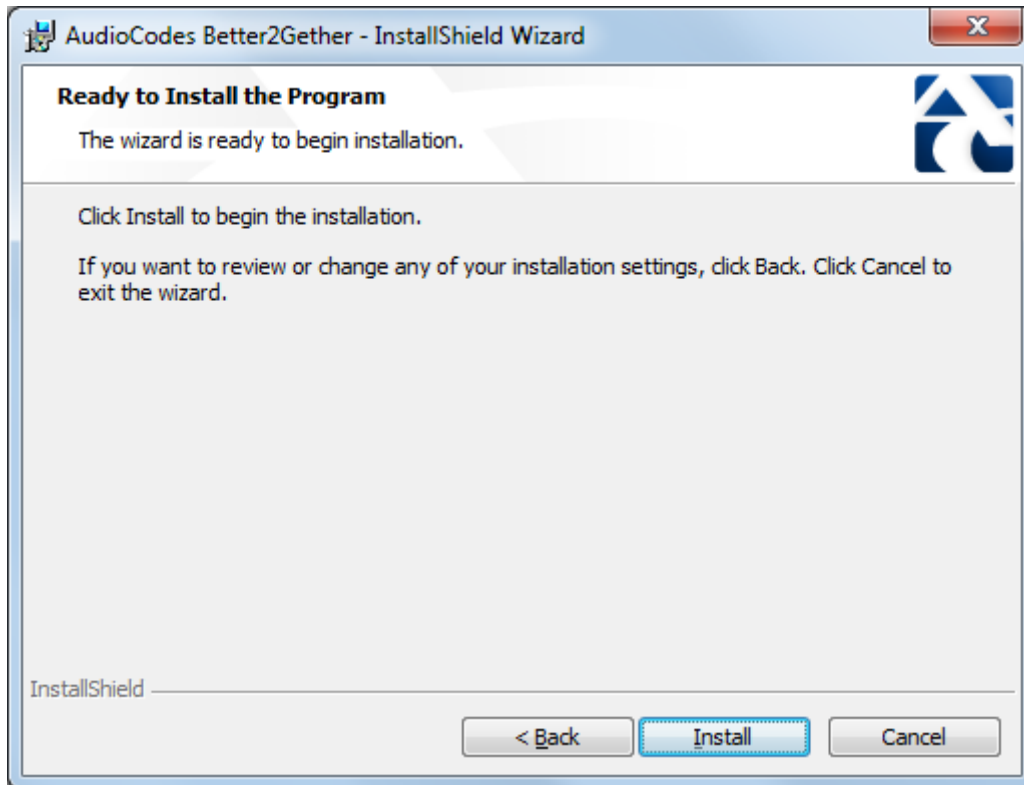 AudioCodes Better2Gether - InstallShield Wizard
Ready to Install the Program
The wizard is ready to begin installation.
Click Install to begin the installation.
If you want to review or change any of your installation settings, click Back. Click Cancel to
exit the wizard.
InstallShield
< Back
Install
Cancel